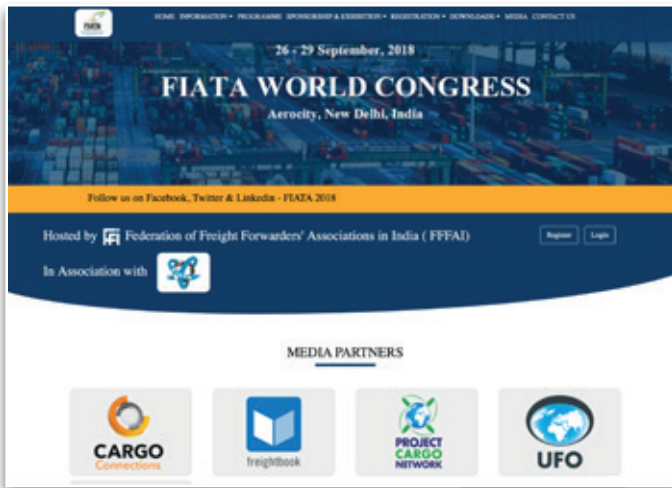 HOME INFORMATION PROGRAMME SPONSORSHIP & EXHIBITION REGISTRATION DOWNLOADS MEDIA CONTACT US
26 - 29 September, 2018
FIATA WORLD CONGRESS
Aerocity, New Delhi, India
Follow us on Facebook, Twitter & Linkedin - FIATA 2018
Hosted by FFFAI Federation of Freight Forwarders' Associations in India ( FFFAI)
Register Login
In Association with
MEDIA PARTNERS
CARGO
Connections
freightbook
PROJECT
CARGO
NETWORK
UFO